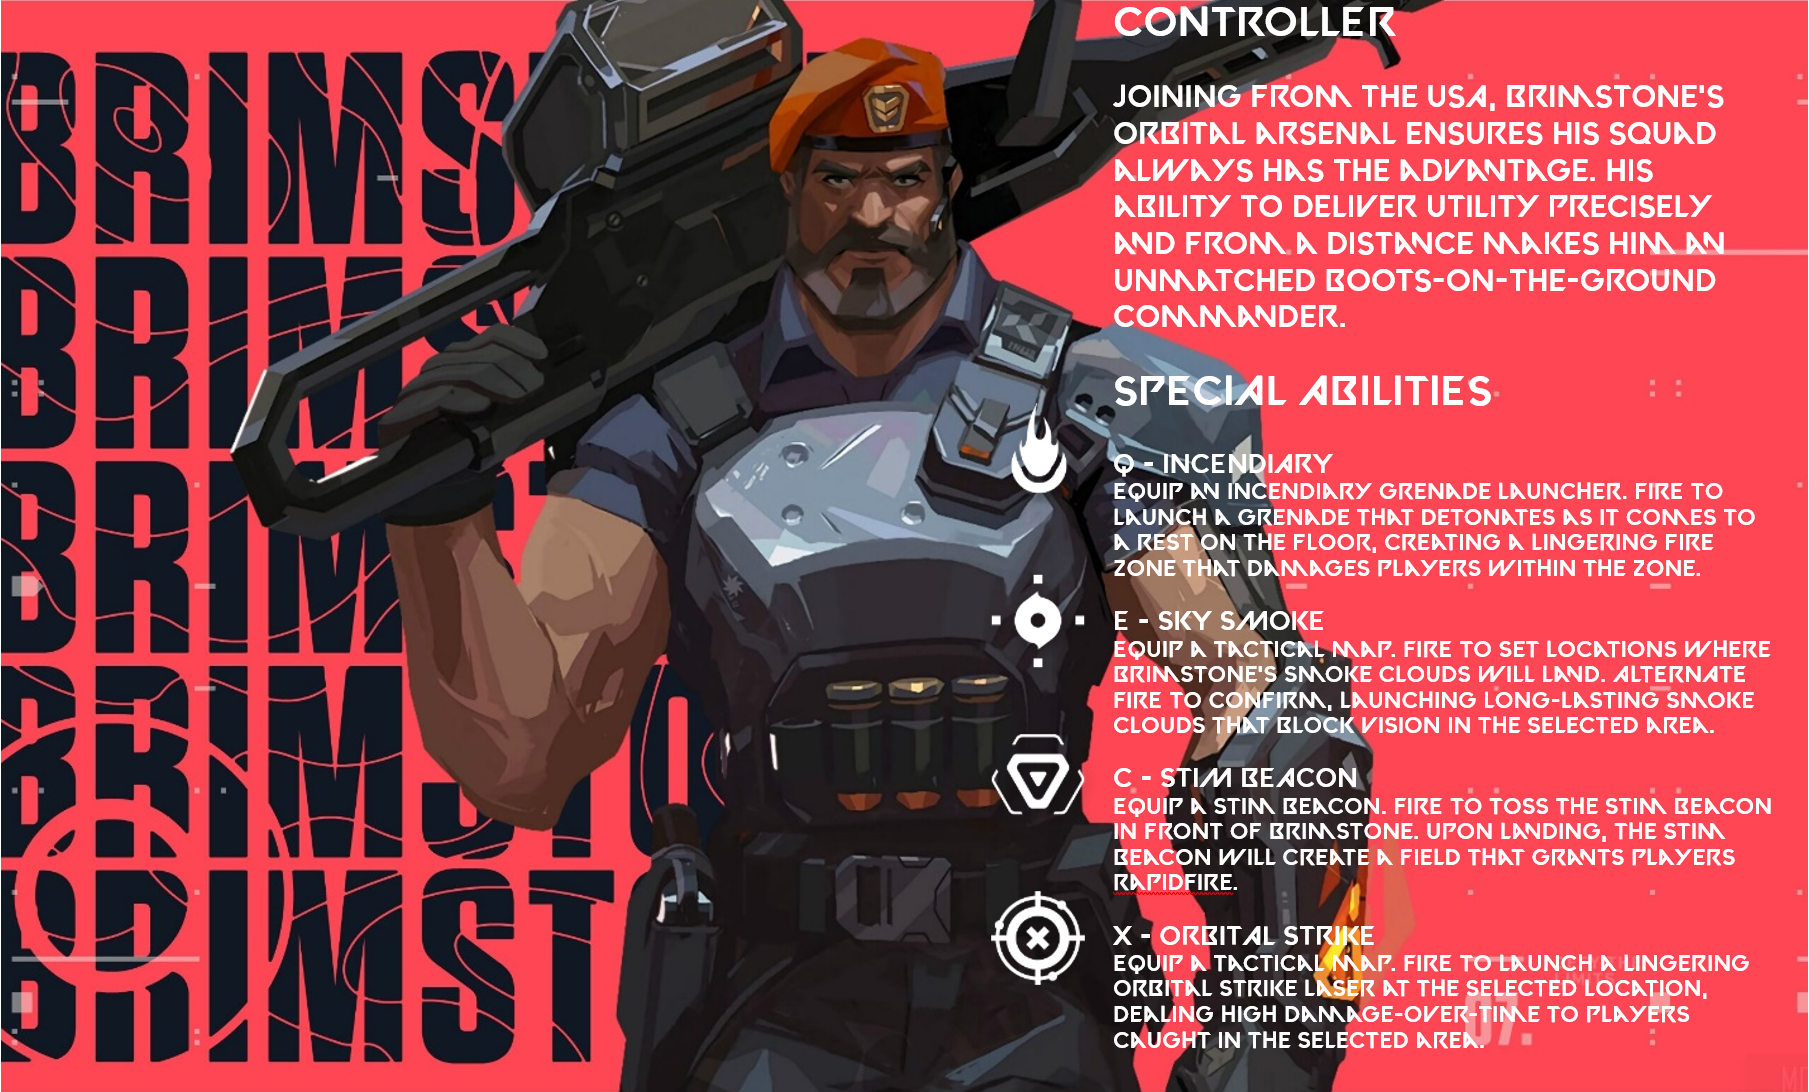 CONTROLLER
JOINING FROM THE USA, BRIMSTONE'S
ORBITAL ARSENAL ENSURES HIS SQUAD
ALWAYS HAS THE ADVANTAGE. HIS
ABILITY TO DELIVER UTILITY PRECISELY
AND FROM A DISTANCE MAKES HIM AN
UNMATCHED BOOTS-ON-THE-GROUND
COMMANDER.
SPECIAL ABILITIES
Q - INCENDIARY
EQUIP AN INCENDIARY GRENADE LAUNCHER. FIRE TO
LAUNCH A GRENADE THAT DETONATES AS IT COMES TO
A REST ON THE FLOOR, CREATING A LINGERING FIRE
ZONE THAT DAMAGES PLAYERS WITHIN THE ZONE.
E - SKY SMOKE
EQUIP A TACTICAL MAP. FIRE TO SET LOCATIONS WHERE
BRIMSTONE'S SMOKE CLOUDS WILL LAND. ALTERNATE
FIRE TO CONFIRM, LAUNCHING LONG-LASTING SMOKE
CLOUDS THAT BLOCK VISION IN THE SELECTED AREA.
C - STIM BEACON
EQUIP A STIM BEACON. FIRE TO TOSS THE STIM BEACON
IN FRONT OF BRIMSTONE. UPON LANDING, THE STIM
BEACON WILL CREATE A FIELD THAT GRANTS PLAYERS
RAPIDFIRE.
X - ORBITAL STRIKE
EQUIP A TACTICAL MAP. FIRE TO LAUNCH A LINGERING
ORBITAL STRIKE LASER AT THE SELECTED LOCATION,
DEALING HIGH DAMAGE-OVER-TIME TO PLAYERS
CAUGHT IN THE SELECTED AREA.
07.
BRIMS
BRIMS
BRIMST
BRIMSTO
BRIMST